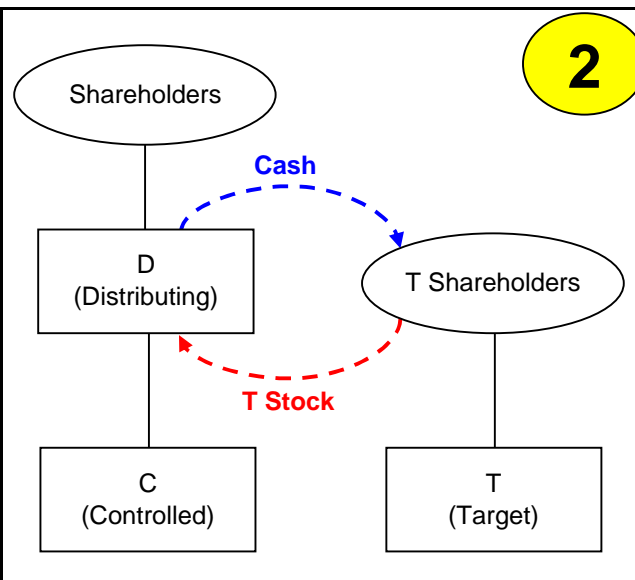 2
Shareholders
Cash
D
(Distributing)
T Shareholders
T Stock
C
(Controlled)
T
(Target)